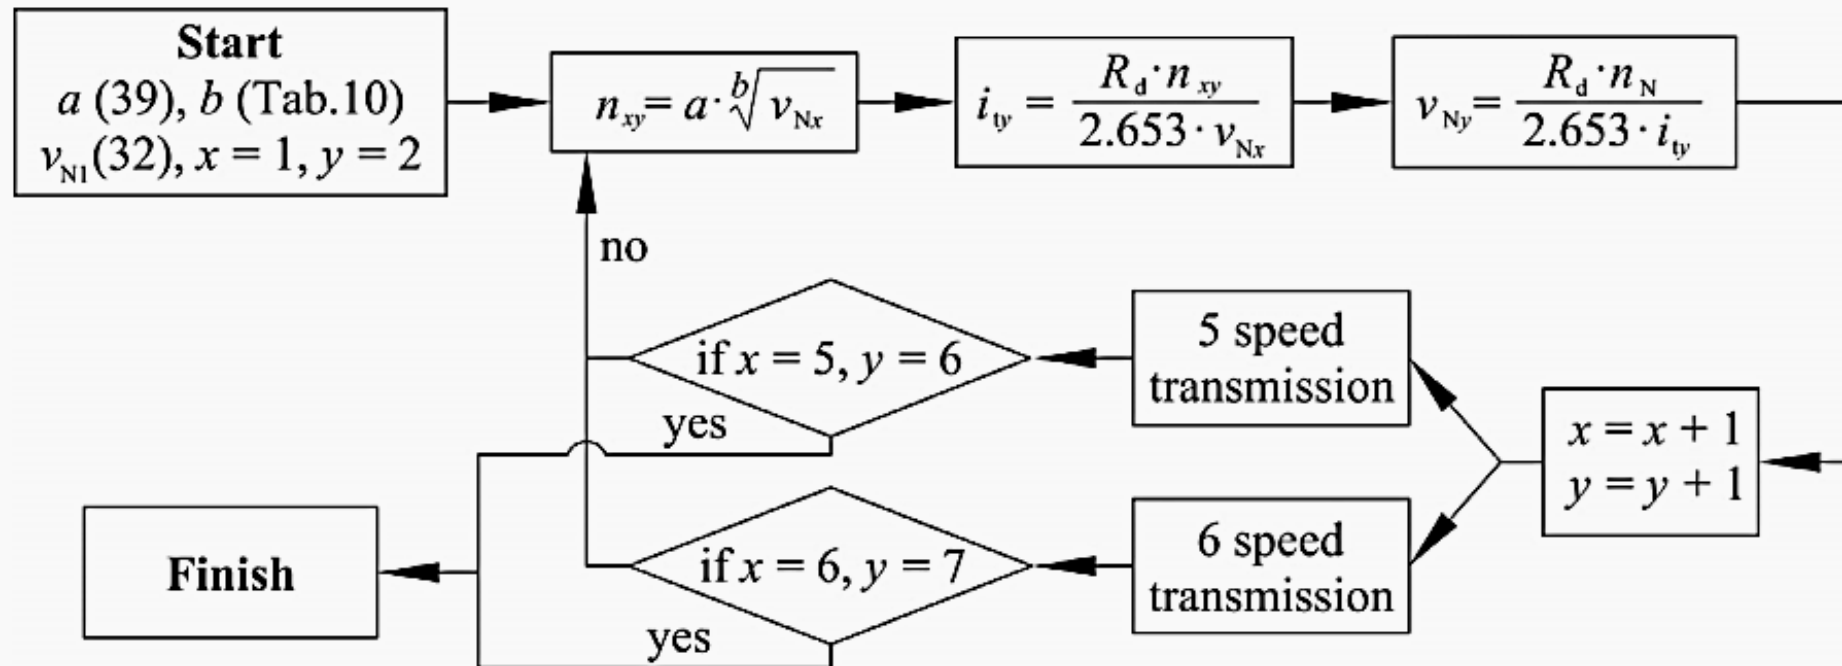 Start
a (39), b (Tab.10)
v_N1(32), x = 1, y = 2
n_xy = a · ᵇ√v_Nx
i_ty = R_d · n_xy / 2.653 · v_Nx
v_Ny = R_d · n_N / 2.653 · i_ty
no
if x = 5, y = 6
5 speed
transmission
yes
x = x + 1
y = y + 1
Finish
if x = 6, y = 7
6 speed
transmission
yes